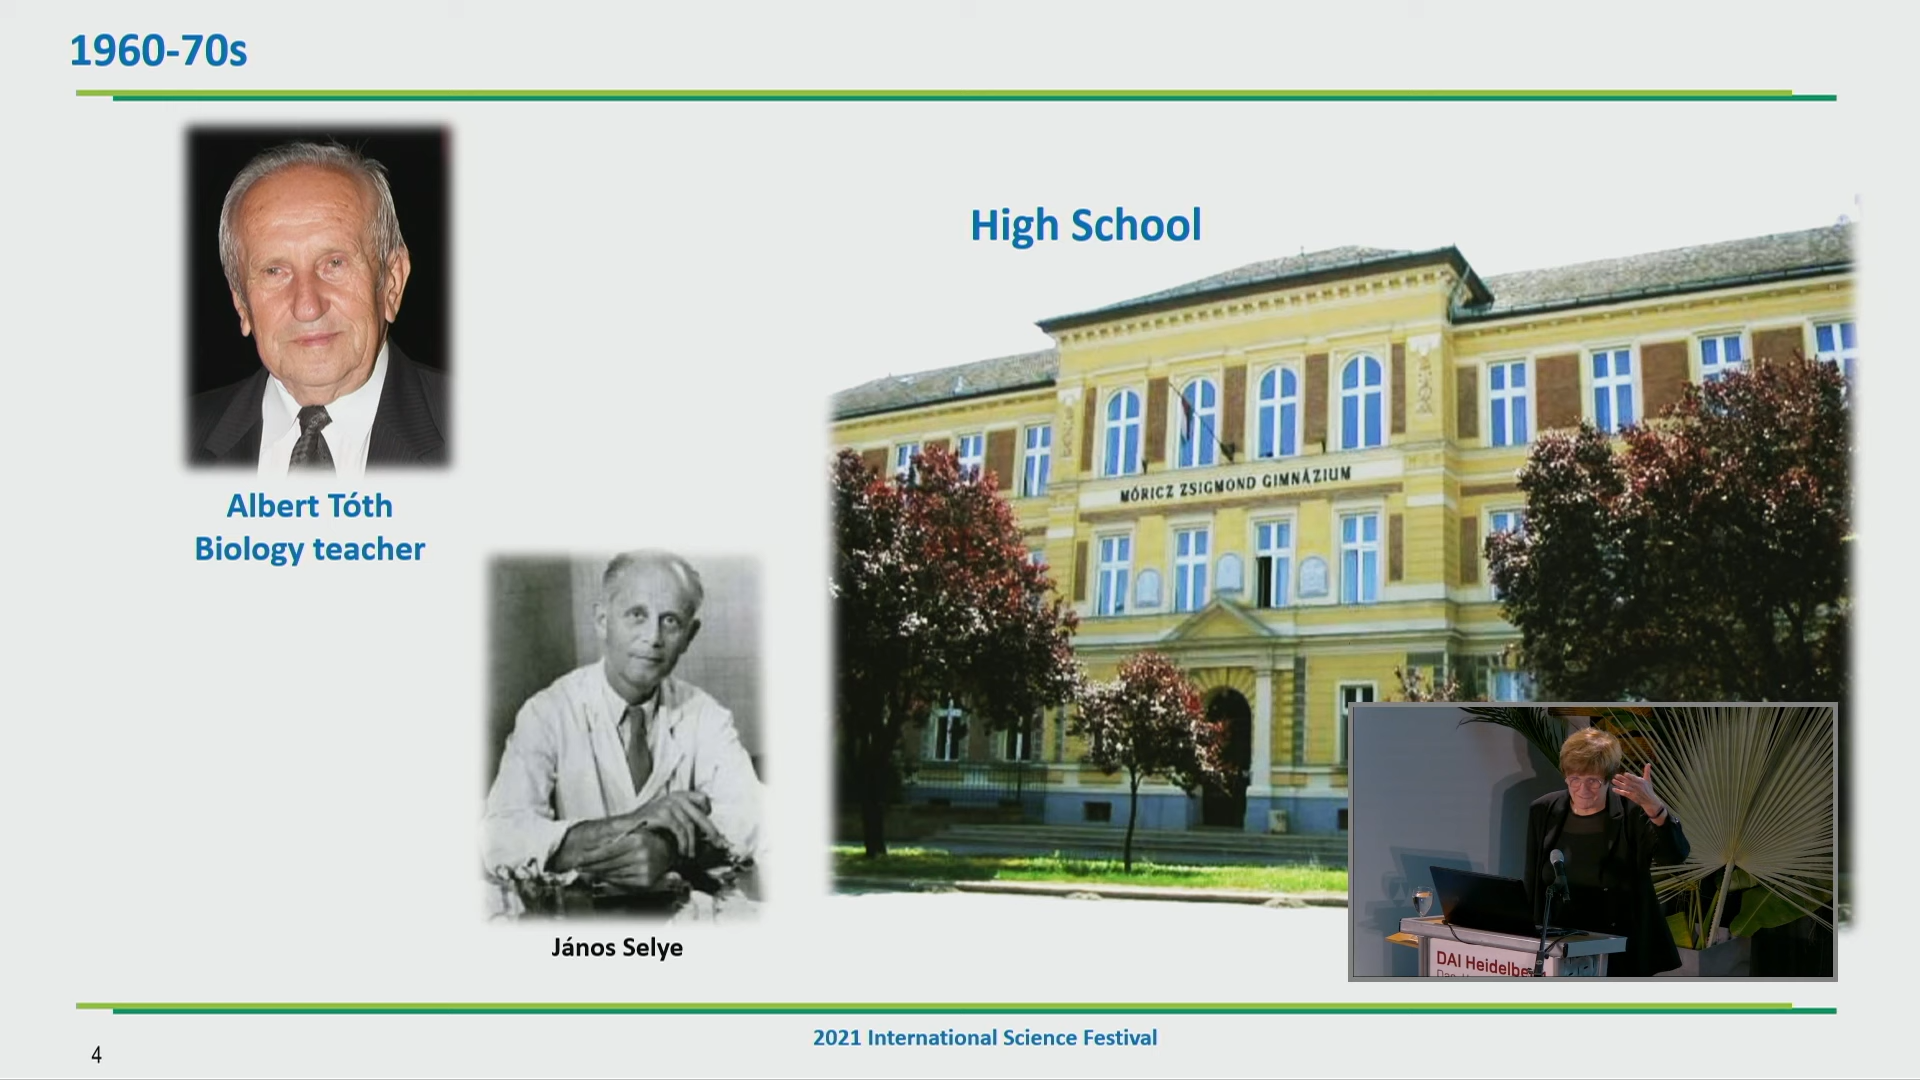 1960-70s
High School
MÓRICZ ZSIGMOND GIMNÁZIUM
Albert Tóth
Biology teacher
János Selye
DAI Heidelberg
2021 International Science Festival
4